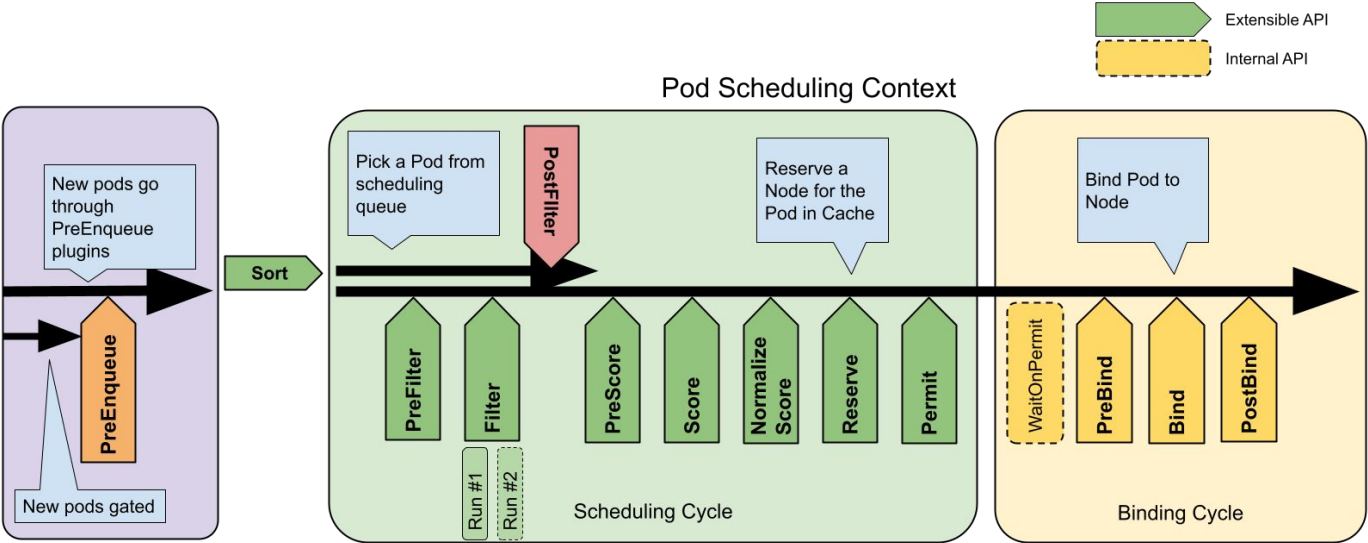 Extensible API
Internal API
Pod Scheduling Context
New pods go
through
PreEnqueue
plugins
PreEnqueue
New pods gated
Sort
Pick a Pod from
scheduling
queue
PostFIlter
Reserve a
Node for the
Pod in Cache
PreFilter
Filter
Run #1
Run #2
PreScore
Score
Normalize
Score
Reserve
Permit
Scheduling Cycle
Bind Pod to
Node
WaitOnPermit
PreBind
Bind
PostBind
Binding Cycle